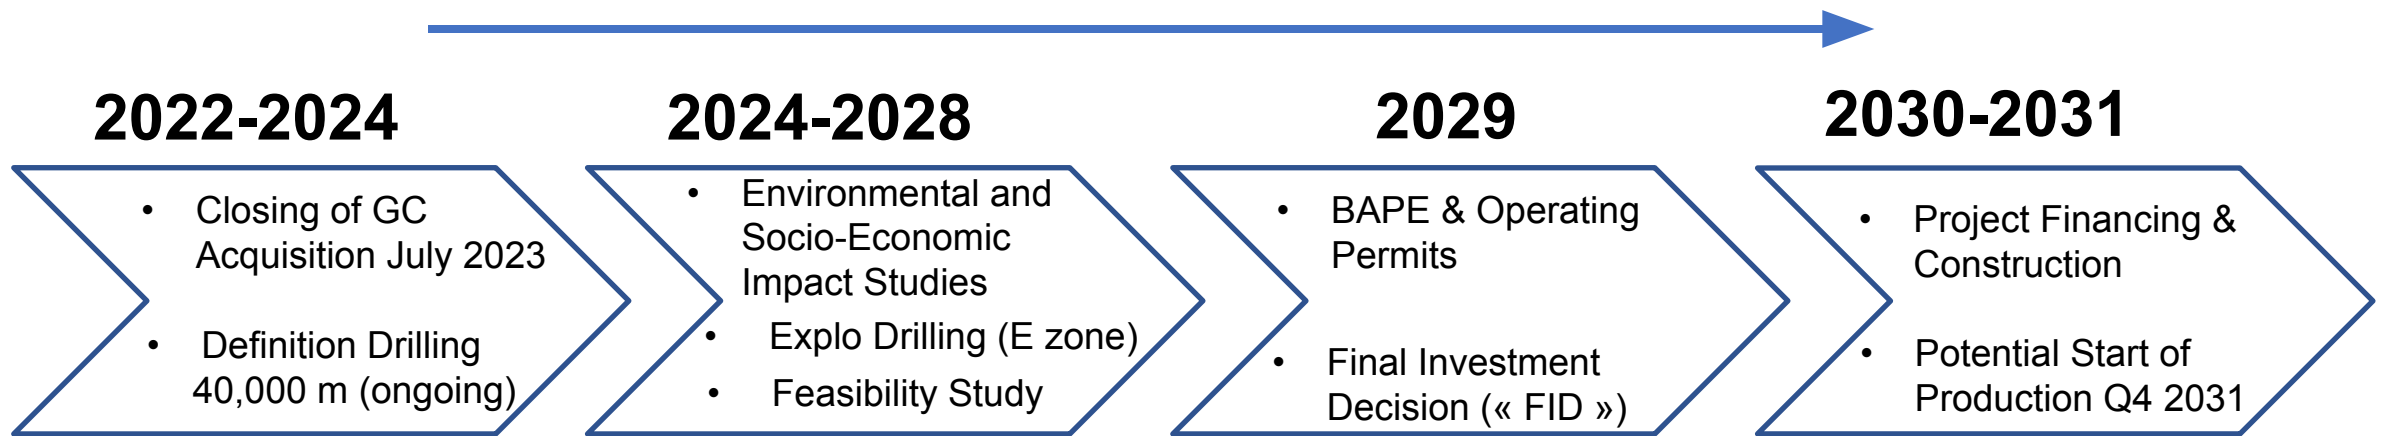 2022-2024
• Closing of GC
Acquisition July 2023
• Definition Drilling
40,000 m (ongoing)
2024-2028
• Environmental and
Socio-Economic
Impact Studies
• Explo Drilling (E zone)
• Feasibility Study
2029
• BAPE & Operating
Permits
• Final Investment
Decision (« FID »)
2030-2031
• Project Financing &
Construction
• Potential Start of
Production Q4 2031